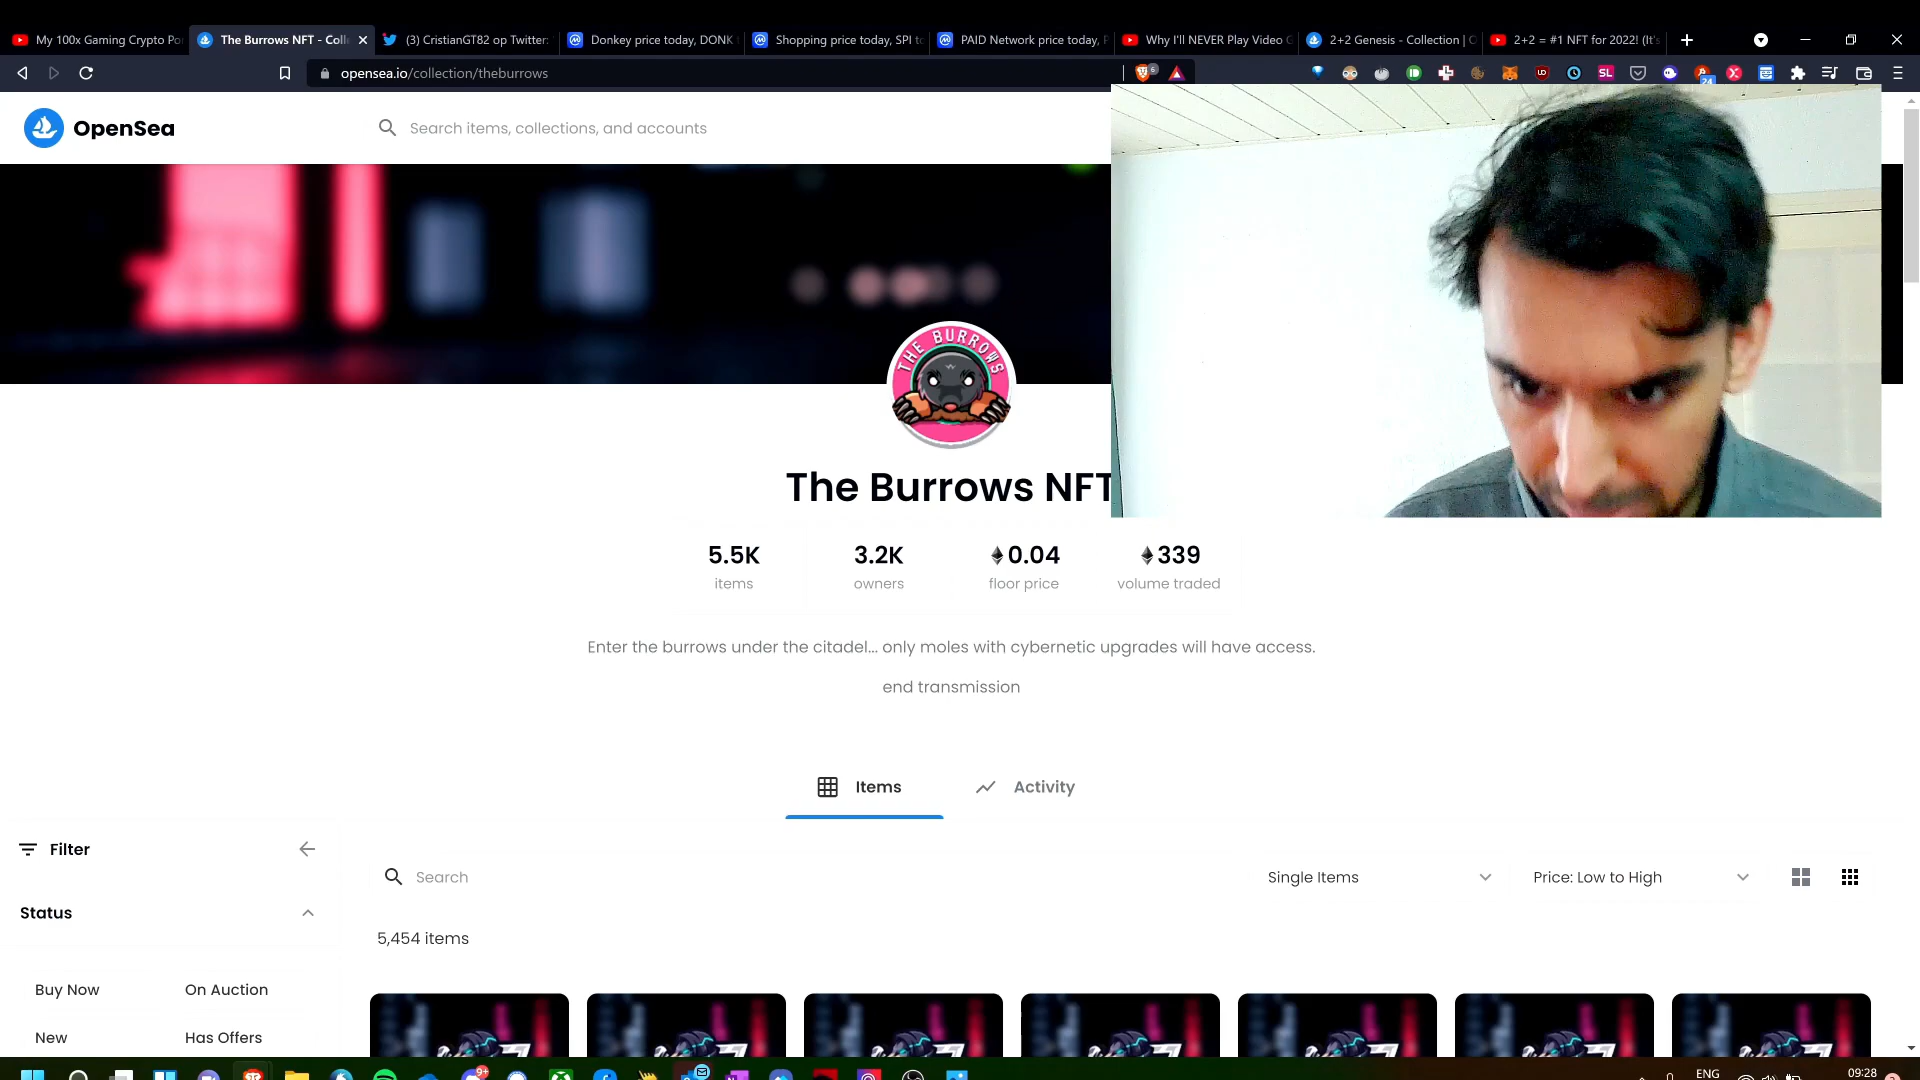 My 100x Gaming Crypto Po
The Burrows NFT - Coll
(3) CristianGT82 op Twitter:
Donkey price today, DONK
Shopping price today, SPI to
PAID Network price today, P
Why I'll NEVER Play Video G
2+2 Genesis - Collection | O
2+2 = #1 NFT for 2022! (It's
opensea.io/collection/theburrows
6
24
OpenSea
Search items, collections, and accounts
THE BURROWS
The Burrows NFT
5.5K
3.2K
0.04
339
items
owners
floor price
volume traded
Enter the burrows under the citadel... only moles with cybernetic upgrades will have access.
end transmission
Items
Activity
Filter
Search
Single Items
Price: Low to High
Status
5,454 items
Buy Now
On Auction
New
Has Offers
9+
ENG
09:28